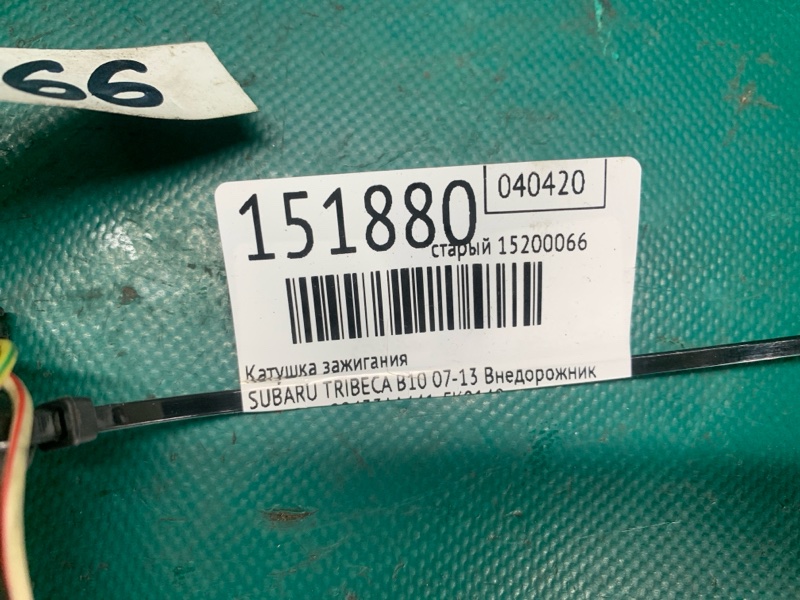 66
151880
040420
старый 15200066
Катушка зажигания
SUBARU TRIBECA B10 07-13 Внедорожник